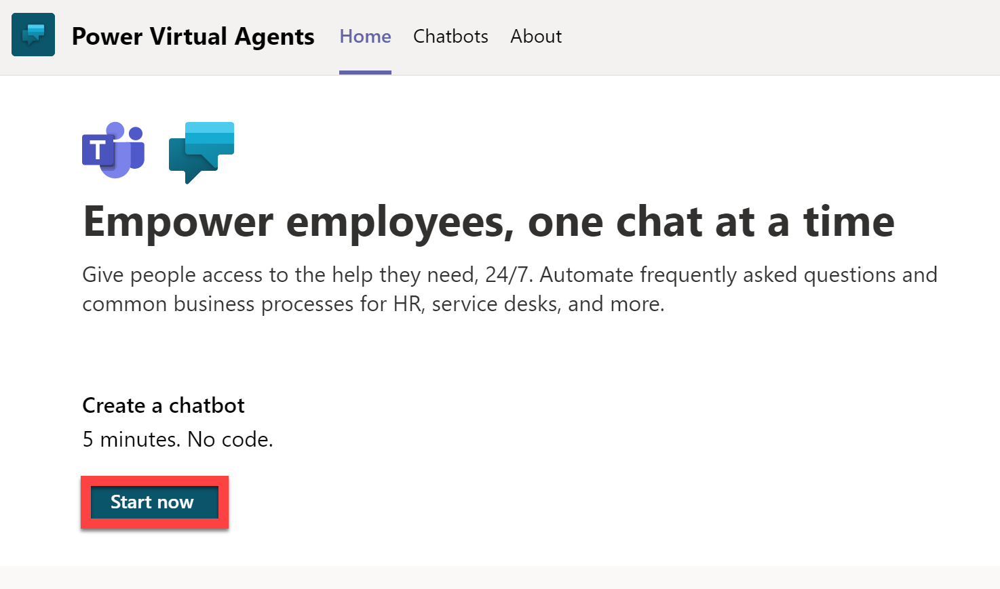 Power Virtual Agents Home Chatbots About
T
Empower employees, one chat at a time
Give people access to the help they need, 24/7. Automate frequently asked questions and
common business processes for HR, service desks, and more.
Create a chatbot
5 minutes. No code.
Start now